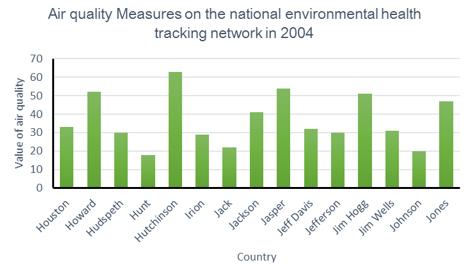 Air quality Measures on the national environmental health
tracking network in 2004
Value of air quality
70
60
50
40
30
20
10
0
Houston
Howard
Hudspeth
Hunt
Hutchinson
Irion
Jack
Jackson
Jasper
Jeff Davis
Jefferson
Jim Hogg
Jim Wells
Johnson
Jones
Country